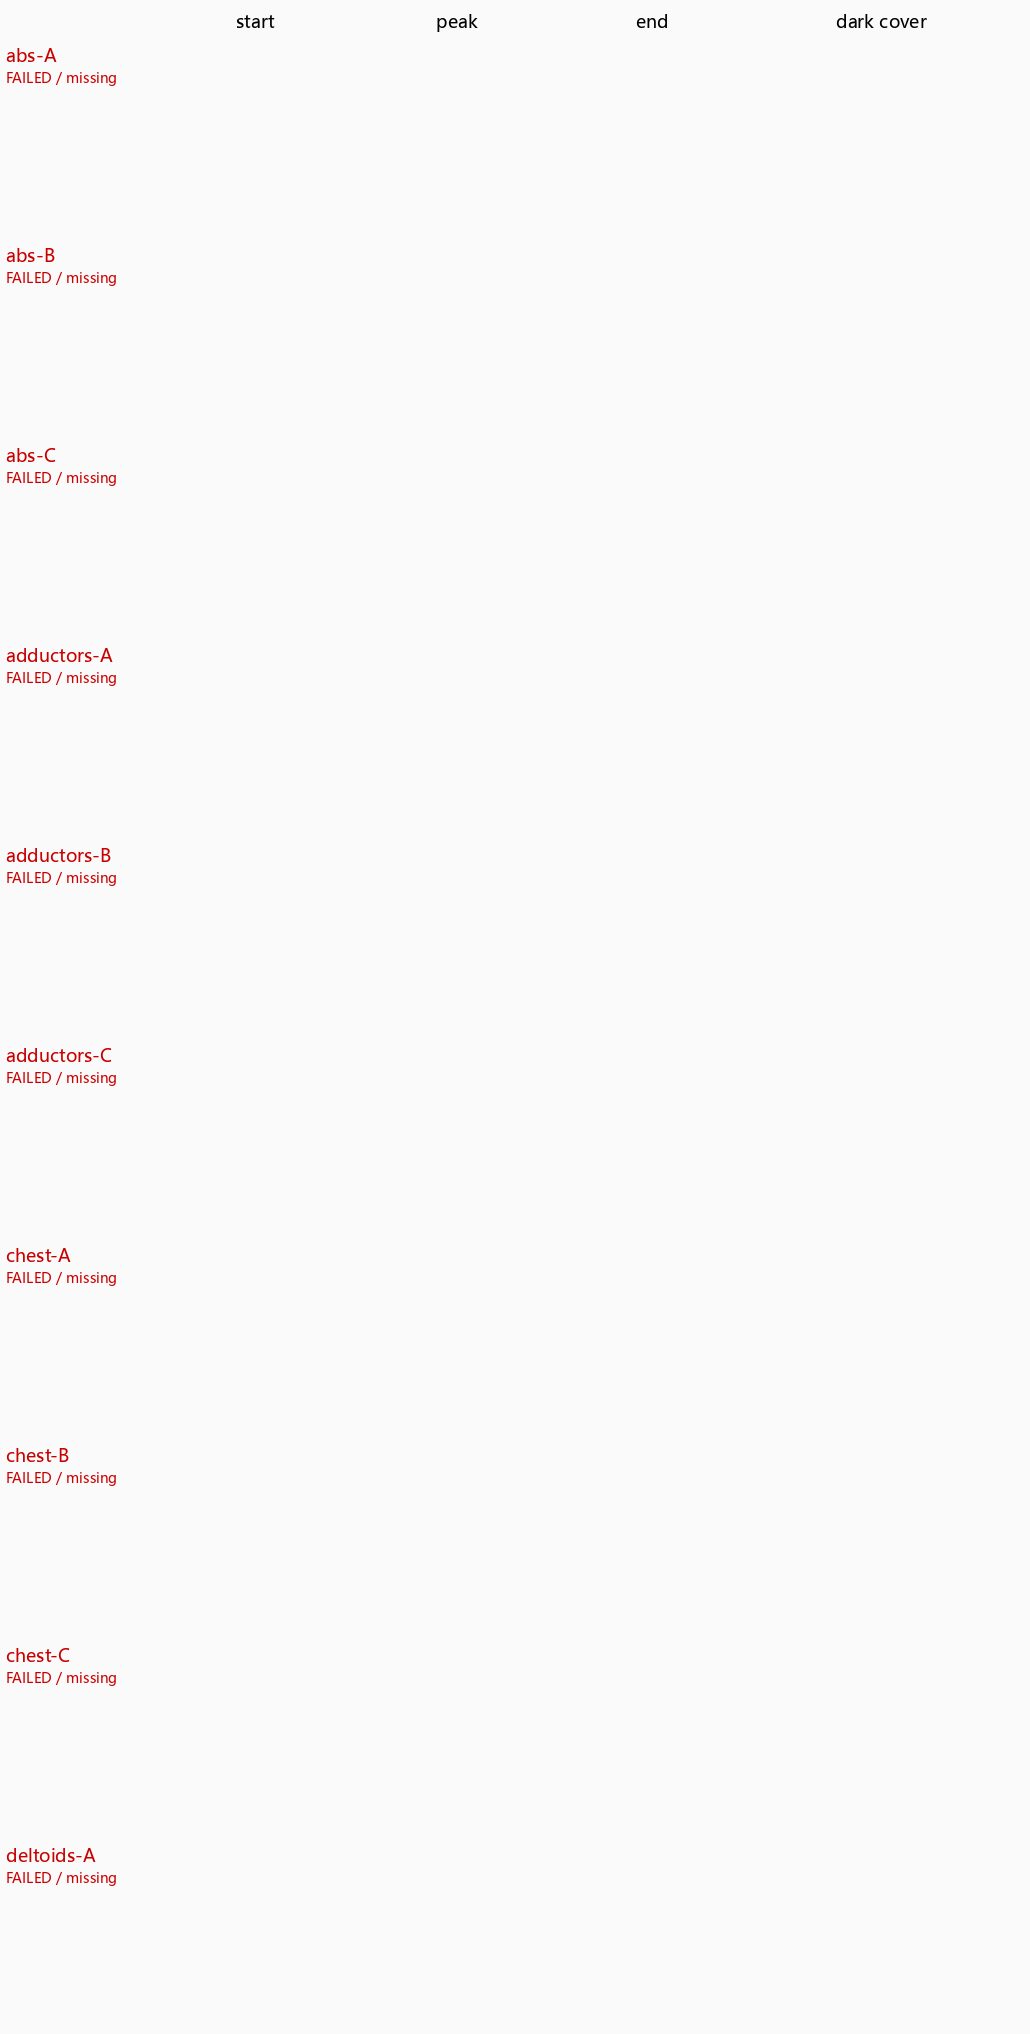 start peak end dark cover
abs-A
FAILED / missing
abs-B
FAILED / missing
abs-C
FAILED / missing
adductors-A
FAILED / missing
adductors-B
FAILED / missing
adductors-C
FAILED / missing
chest-A
FAILED / missing
chest-B
FAILED / missing
chest-C
FAILED / missing
deltoids-A
FAILED / missing